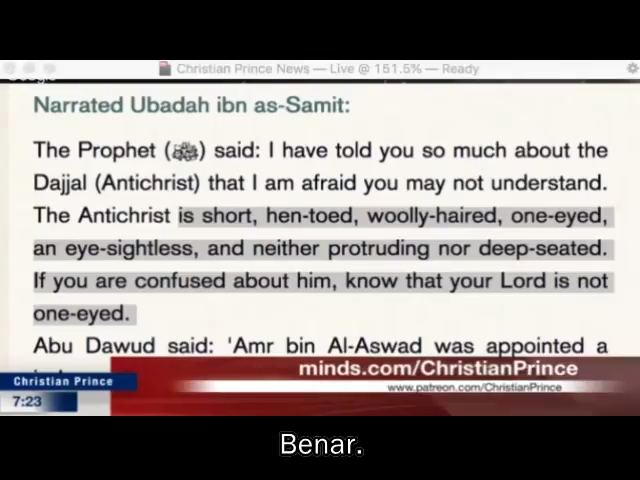 Christian Prince News — Live @ 151.5% — Ready
Narrated Ubadah ibn as-Samit:
The Prophet (ﷺ) said: I have told you so much about the
Dajjal (Antichrist) that I am afraid you may not understand.
The Antichrist is short, hen-toed, woolly-haired, one-eyed,
an eye-sightless, and neither protruding nor deep-seated.
If you are confused about him, know that your Lord is not
one-eyed.
Abu Dawud said: 'Amr bin Al-Aswad was appointed a
minds.com/ChristianPrince
Christian Prince
www.patreon.com/ChristianPrince
7:23
Benar.